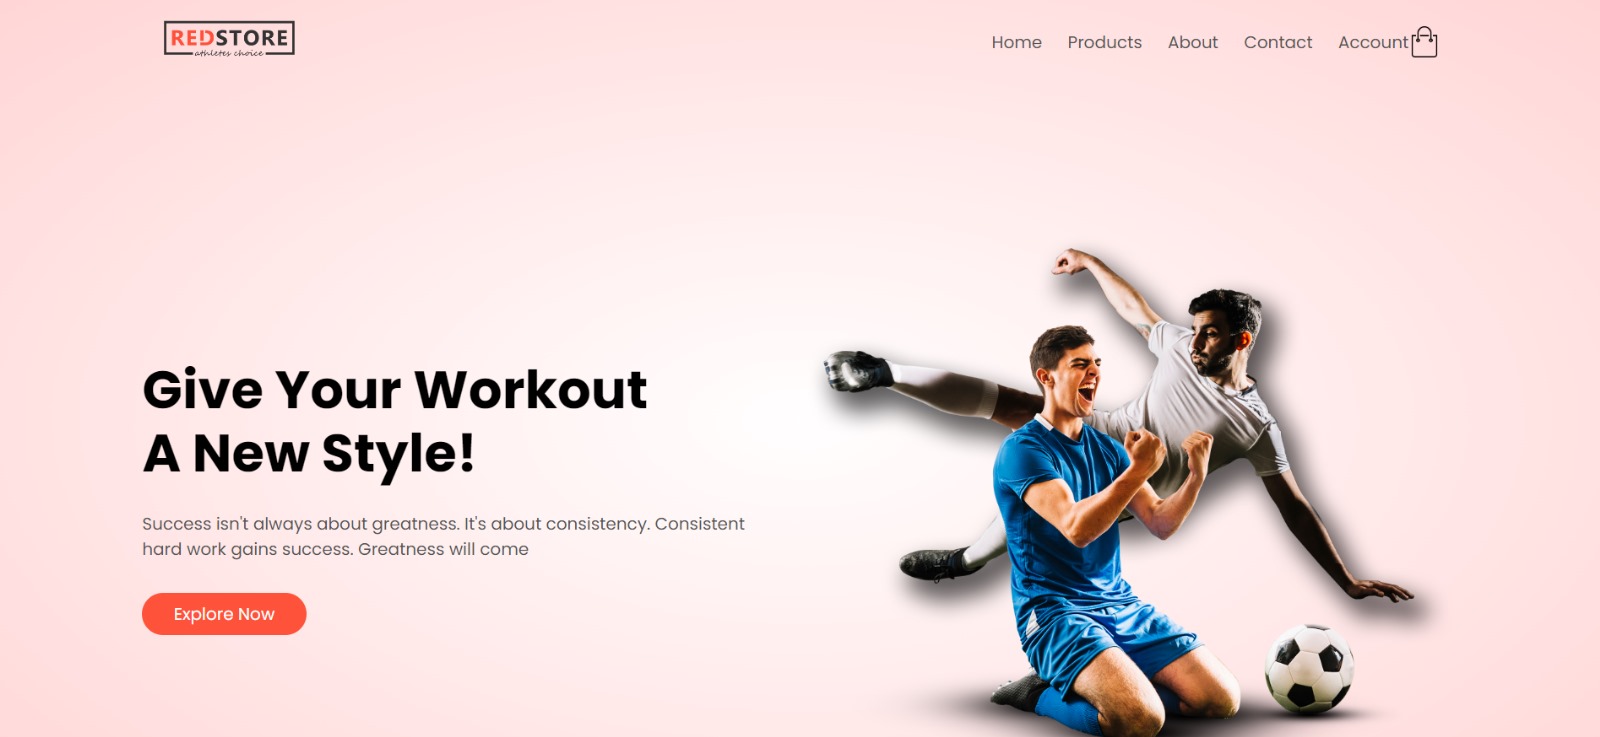 REDSTORE
athletes choice
Home Products About Contact Account
Give Your Workout
A New Style!
Success isn't always about greatness. It's about consistency. Consistent
hard work gains success. Greatness will come
Explore Now